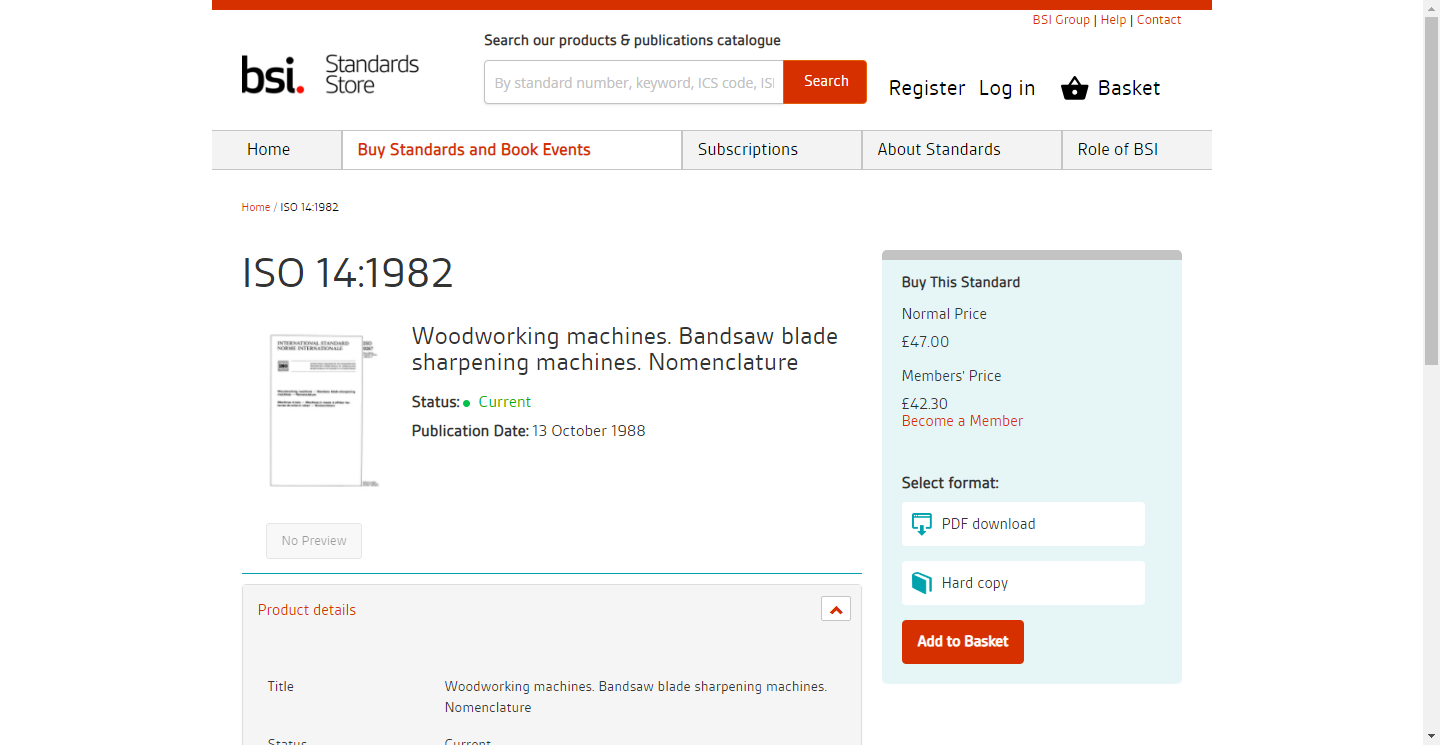 BSI Group | Help | Contact
Search our products & publications catalogue
bsi.
Standards
Store
By standard number, keyword, ICS code, ISI
Search
Register
Log in
Basket
Home
Buy Standards and Book Events
Subscriptions
About Standards
Role of BSI
Home / ISO 14:1982
ISO 14:1982
INTERNATIONAL STANDARD
NORME INTERNATIONALE
Woodworking machines. Bandsaw blade
sharpening machines. Nomenclature
Status: Current
Publication Date: 13 October 1988
No Preview
Product details
Title
Woodworking machines. Bandsaw blade sharpening machines.
Nomenclature
Status
Current
Buy This Standard
Normal Price
£47.00
Members' Price
£42.30
Become a Member
Select format:
PDF download
Hard copy
Add to Basket